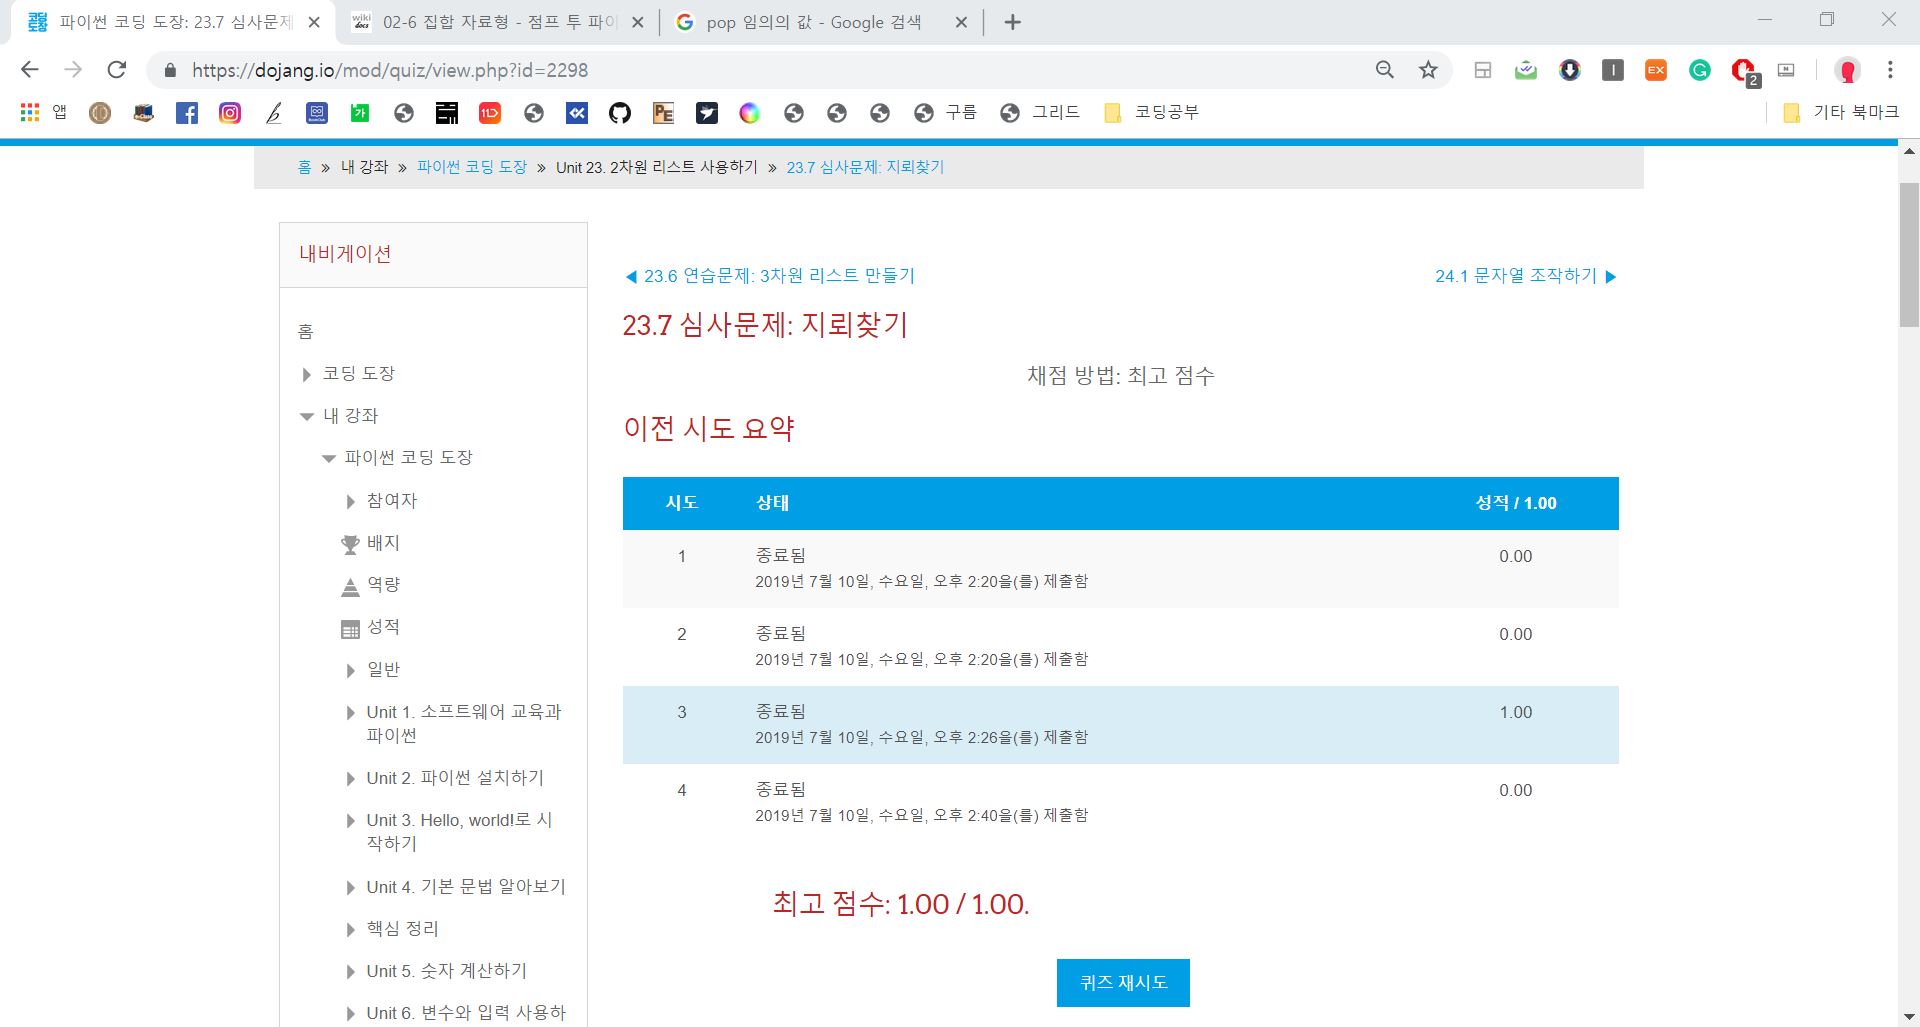 파이썬 코딩 도장: 23.7 심사문제
02-6 집합 자료형 - 점프 투 파이
pop 임의의 값 - Google 검색
https://dojang.io/mod/quiz/view.php?id=2298
앱
구름
그리드
코딩공부
기타 북마크
홈 » 내 강좌 » 파이썬 코딩 도장 » Unit 23. 2차원 리스트 사용하기 » 23.7 심사문제: 지뢰찾기
내비게이션
홈
코딩 도장
내 강좌
파이썬 코딩 도장
참여자
배지
역량
성적
일반
Unit 1. 소프트웨어 교육과
파이썬
Unit 2. 파이썬 설치하기
Unit 3. Hello, world!로 시
작하기
Unit 4. 기본 문법 알아보기
핵심 정리
Unit 5. 숫자 계산하기
Unit 6. 변수와 입력 사용하
◀ 23.6 연습문제: 3차원 리스트 만들기
24.1 문자열 조작하기 ▶
23.7 심사문제: 지뢰찾기
채점 방법: 최고 점수
이전 시도 요약
시도 상태 성적 / 1.00
1 종료됨 0.00
2019년 7월 10일, 수요일, 오후 2:20을(를) 제출함
2 종료됨 0.00
2019년 7월 10일, 수요일, 오후 2:20을(를) 제출함
3 종료됨 1.00
2019년 7월 10일, 수요일, 오후 2:26을(를) 제출함
4 종료됨 0.00
2019년 7월 10일, 수요일, 오후 2:40을(를) 제출함
최고 점수: 1.00 / 1.00.
퀴즈 재시도